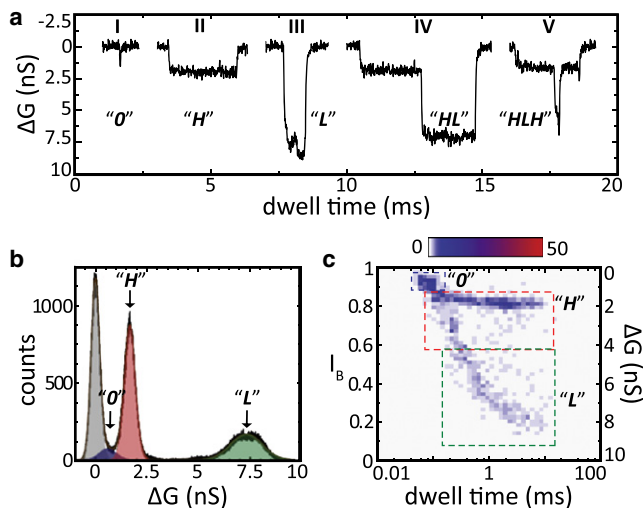 a
I II III IV V
0
2.5
5
7.5
10
ΔG (nS)
"0" "H" "L" "HL" "HLH"
0 5 10 15 20
dwell time (ms)
b
1000
500
0
counts
"H"
"0"
"L"
0 2.5 5 7.5 10
ΔG (nS)
0 50
c
1
0.8
0.6
0.4
0.2
I_B
"0"
"H"
"L"
0
2
4
6
8
10
ΔG (nS)
0.01 1 100
dwell time (ms)